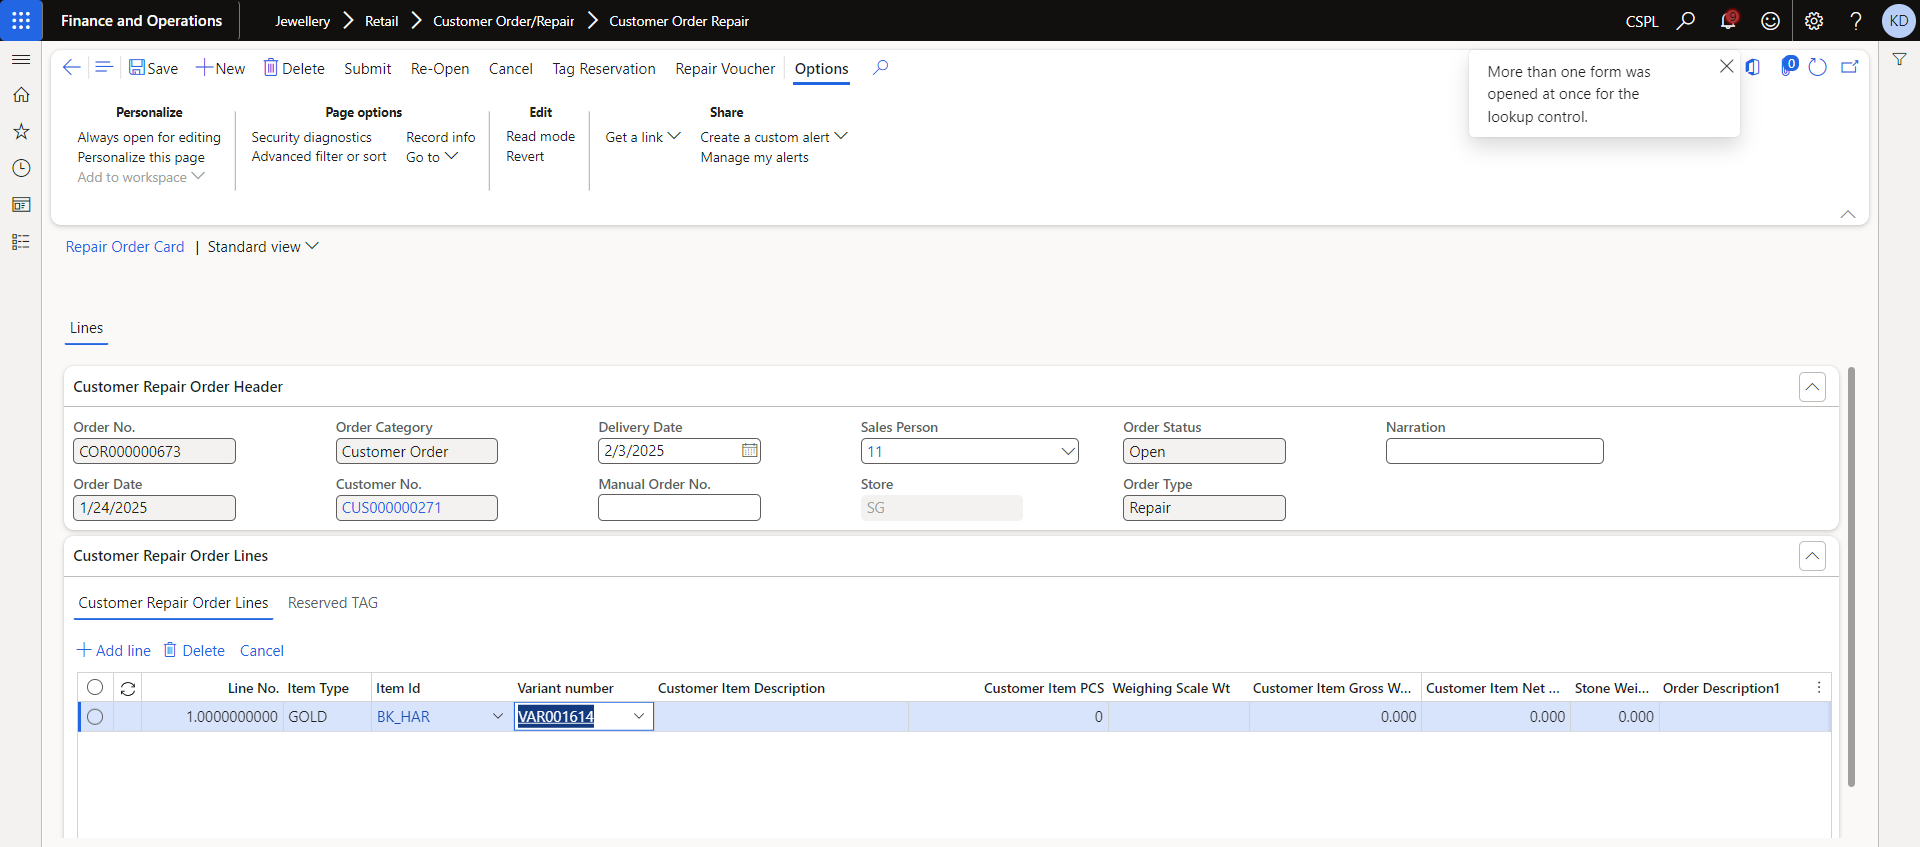 Finance and Operations
Jewellery > Retail > Customer Order/Repair > Customer Order Repair
CSPL
9
KD
Save New Delete Submit Re-Open Cancel Tag Reservation Repair Voucher Options
0
More than one form was
opened at once for the
lookup control.
Personalize
Always open for editing
Personalize this page
Add to workspace
Page options
Security diagnostics
Advanced filter or sort
Record info
Go to
Edit
Read mode
Revert
Get a link
Share
Create a custom alert
Manage my alerts
Repair Order Card | Standard view
Lines
Customer Repair Order Header
Order No. Order Category Delivery Date Sales Person Order Status Narration
COR000000673 Customer Order 2/3/2025 11 Open
Order Date Customer No. Manual Order No. Store Order Type
1/24/2025 CUS000000271 SG Repair
Customer Repair Order Lines
Customer Repair Order Lines Reserved TAG
Add line Delete Cancel
Line No. Item Type Item Id Variant number Customer Item Description Customer Item PCS Weighing Scale Wt Customer Item Gross W... Customer Item Net ... Stone Wei... Order Description1
1.0000000000 GOLD BK_HAR VAR001614 0 0.000 0.000 0.000